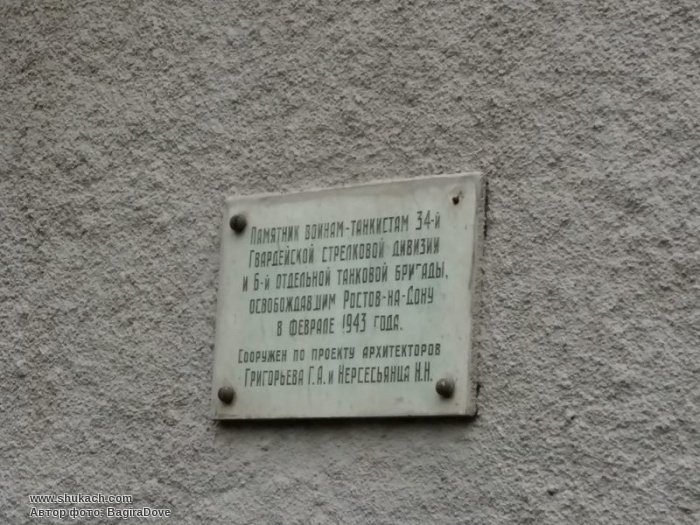 Памятник воинам-танкистам 34-й
Гвардейской стрелковой дивизии
и 6-й отдельной танковой бригады,
освобождавшим Ростов-на-Дону
в феврале 1943 года.
Сооружен по проекту архитекторов
Григорьева Г.А. и Нерсесьянца Н.Н.
www.shukach.com
Автор фото: BagiraDove